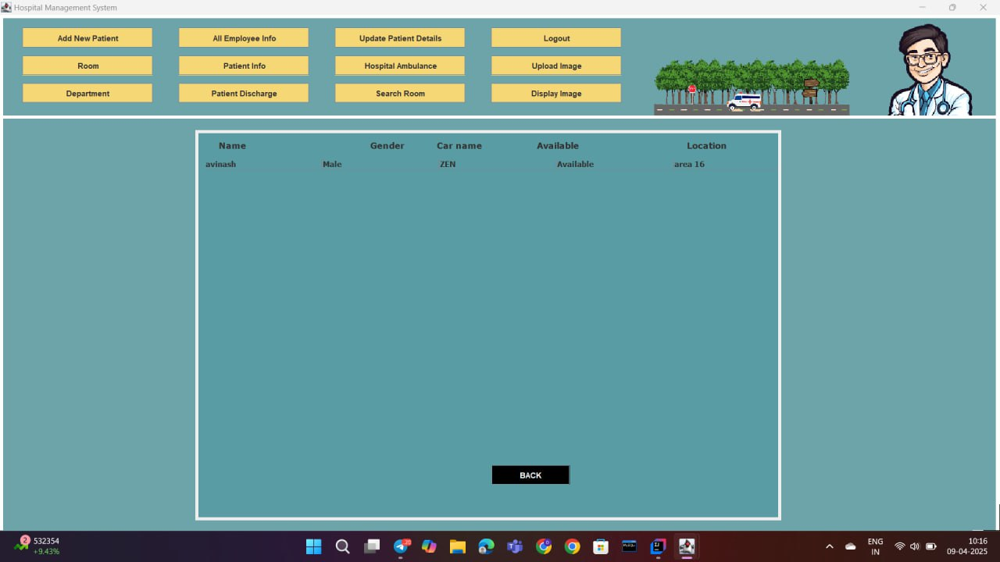 Hospital Management System
Add New Patient All Employee Info Update Patient Details Logout
Room Patient Info Hospital Ambulance Upload Image
Department Patient Discharge Search Room Display Image
Name Gender Car name Available Location
avinash Male ZEN Available area 16
BACK
2 532354 ENG 10:16
+9.43% IN 09-04-2025